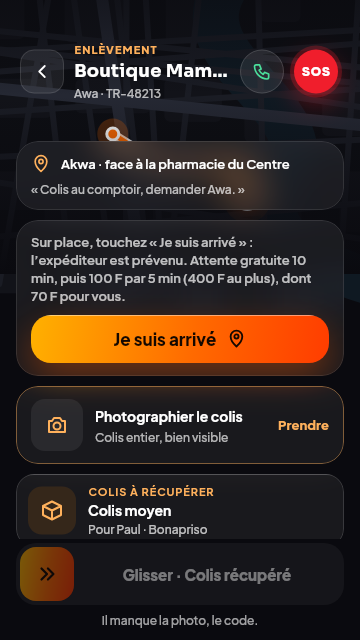 ENLÈVEMENT
Boutique Mam...
Awa · TR-48213
SOS
Akwa · face à la pharmacie du Centre
« Colis au comptoir, demander Awa. »
Sur place, touchez « Je suis arrivé » :
l'expéditeur est prévenu. Attente gratuite 10
min, puis 100 F par 5 min (400 F au plus), dont
70 F pour vous.
Je suis arrivé
Photographier le colis
Colis entier, bien visible
Prendre
COLIS À RÉCUPÉRER
Colis moyen
Pour Paul · Bonapriso
Glisser · Colis récupéré
Il manque la photo, le code.